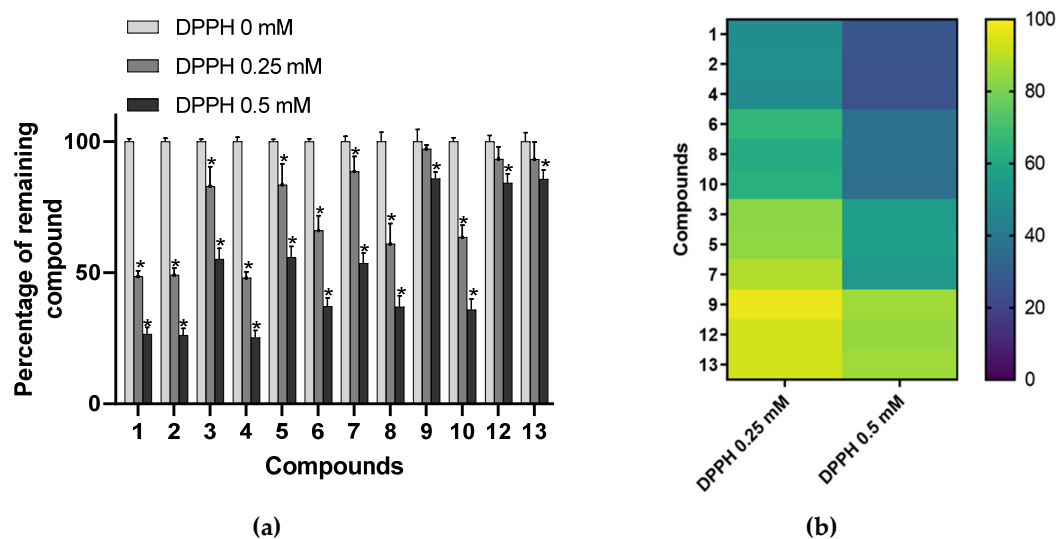 DPPH 0 mM
DPPH 0.25 mM
DPPH 0.5 mM
Percentage of remaining
compound
100
50
0
* * * * * * * * * * * * * * * * * * * * *
1 2 3 4 5 6 7 8 9 10 12 13
Compounds
(a)
Compounds
1
2
4
6
8
10
3
5
7
9
12
13
DPPH 0.25 mM
DPPH 0.5 mM
100
80
60
40
20
0
(b)